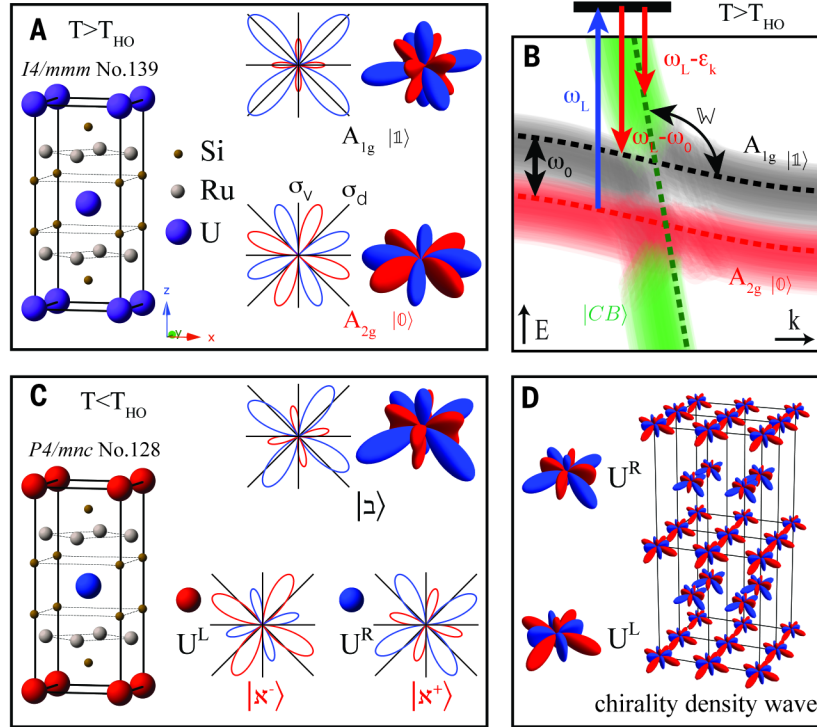 A
T>T_HO
I4/mmm No.139
Si
Ru
U
z
y
x
A_1g |𝟙⟩
σ_v σ_d
A_2g |𝟘⟩
T>T_HO
B
ω_L
ω_L-ε_k
ω_L-ω_0
𝕎
A_1g |𝟙⟩
ω_0
A_2g |𝟘⟩
|CB⟩
E
k
C
T<T_HO
P4/mnc No.128
|ב⟩
U^L
U^R
|א^-⟩
|א^+⟩
D
U^R
U^L
chirality density wave